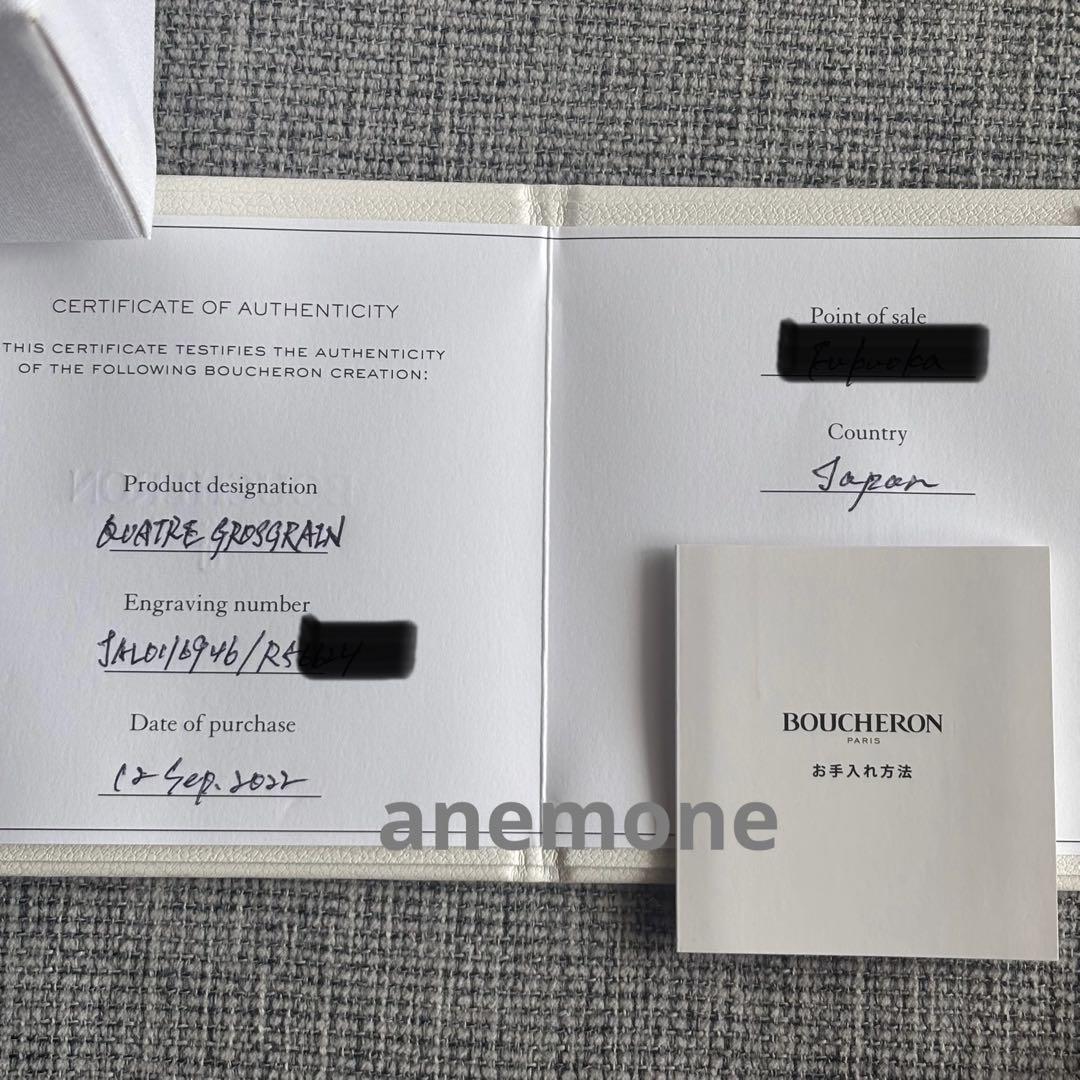 CERTIFICATE OF AUTHENTICITY
THIS CERTIFICATE TESTIFIES THE AUTHENTICITY
OF THE FOLLOWING BOUCHERON CREATION:
Product designation
QUATRE GROSGRAIN
Engraving number
Date of purchase
12 Sep. 2022
Point of sale
Country
Japan
BOUCHERON
PARIS
お手入れ方法
anemone